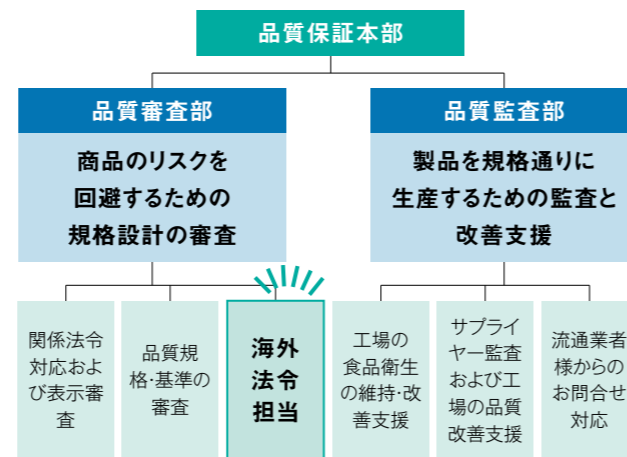 品質保証本部
品質審査部
商品のリスクを
回避するための
規格設計の審査
品質監査部
製品を規格通りに
生産するための監査と
改善支援
関係法令
対応およ
び表示審
査
品質規
格・基準の
審査
海外
法令
担当
工場の
食品衛生
の維持・改
善支援
サプライ
ヤー監査
および工
場の品質
改善支援
流通業者
様からの
お問合せ
対応